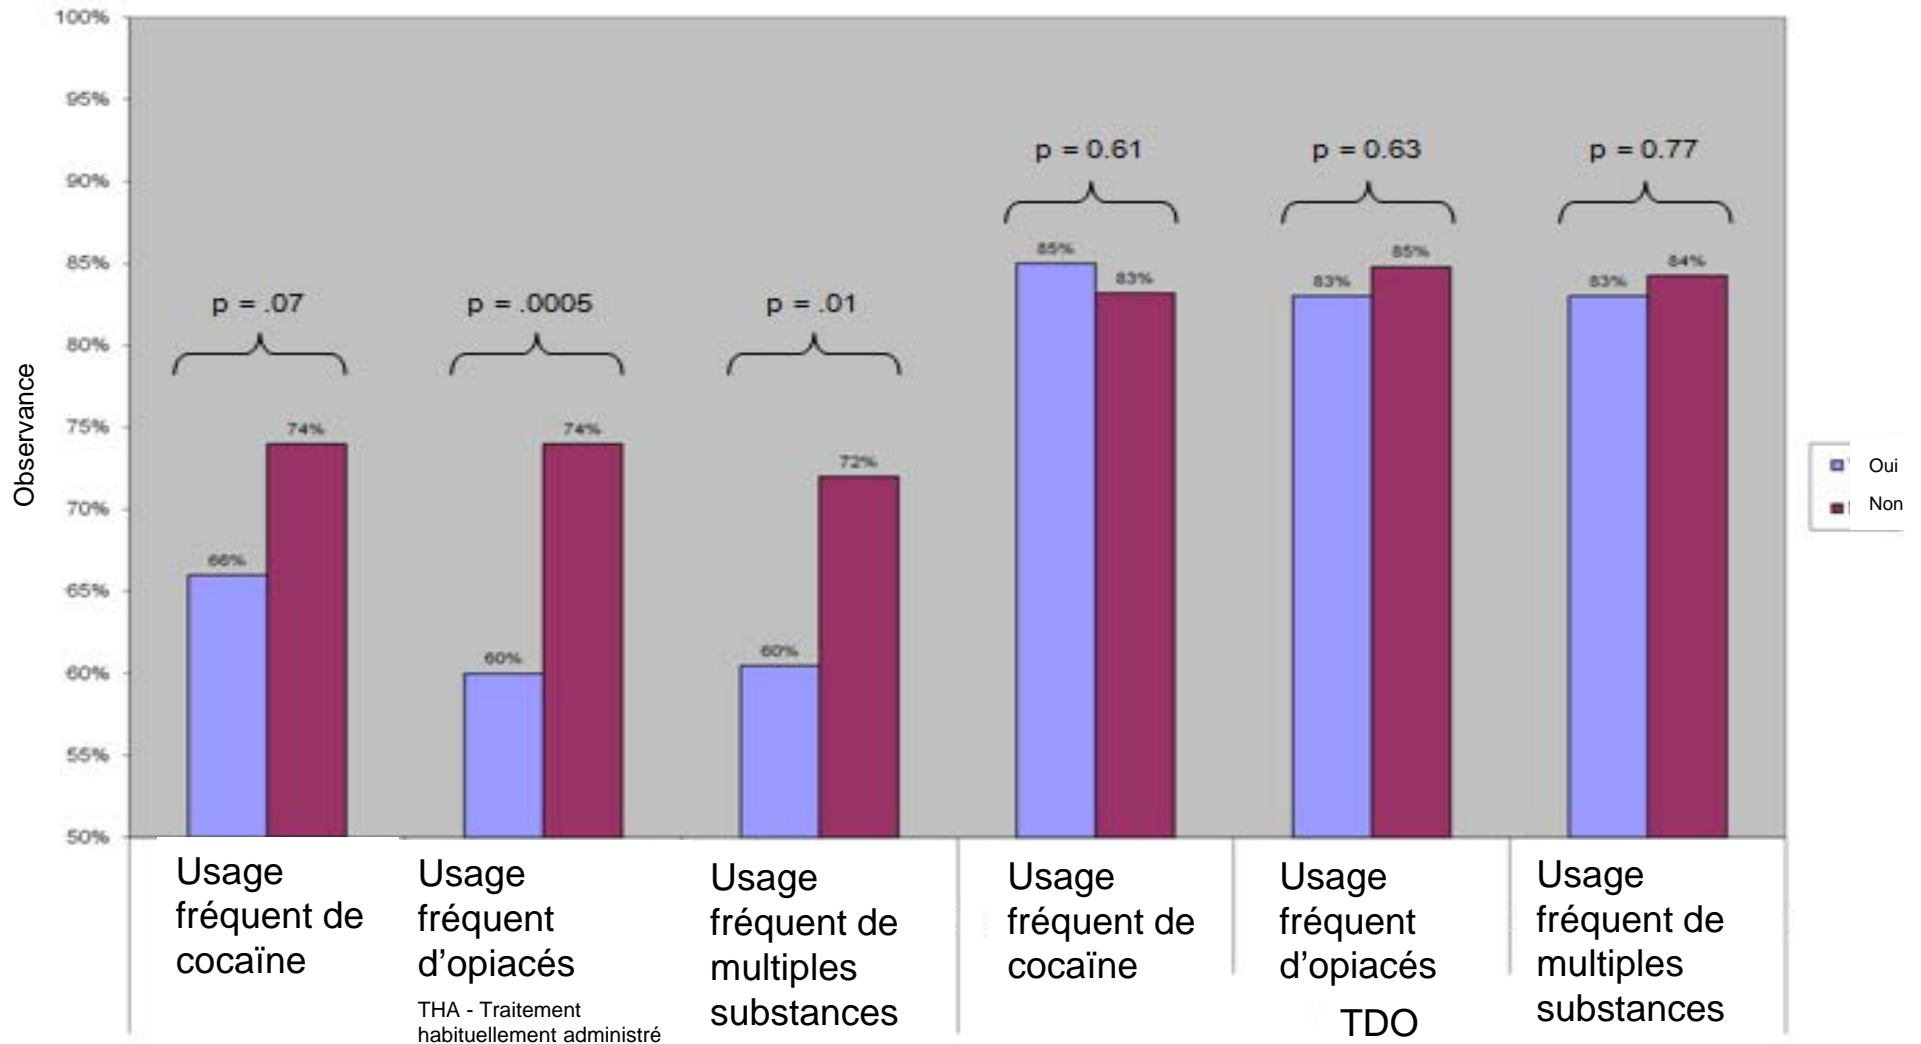 100%
95%
90%
85%
80%
75%
70%
65%
60%
55%
50%
Observance
p = .07
p = .0005
p = .01
p = 0.61
p = 0.63
p = 0.77
66%
74%
60%
74%
60%
72%
85%
83%
83%
85%
83%
84%
Oui
Non
Usage
fréquent de
cocaïne
Usage
fréquent
d'opiacés
THA - Traitement
habituellement administré
Usage
fréquent de
multiples
substances
Usage
fréquent de
cocaïne
Usage
fréquent
d'opiacés
TDO
Usage
fréquent de
multiples
substances